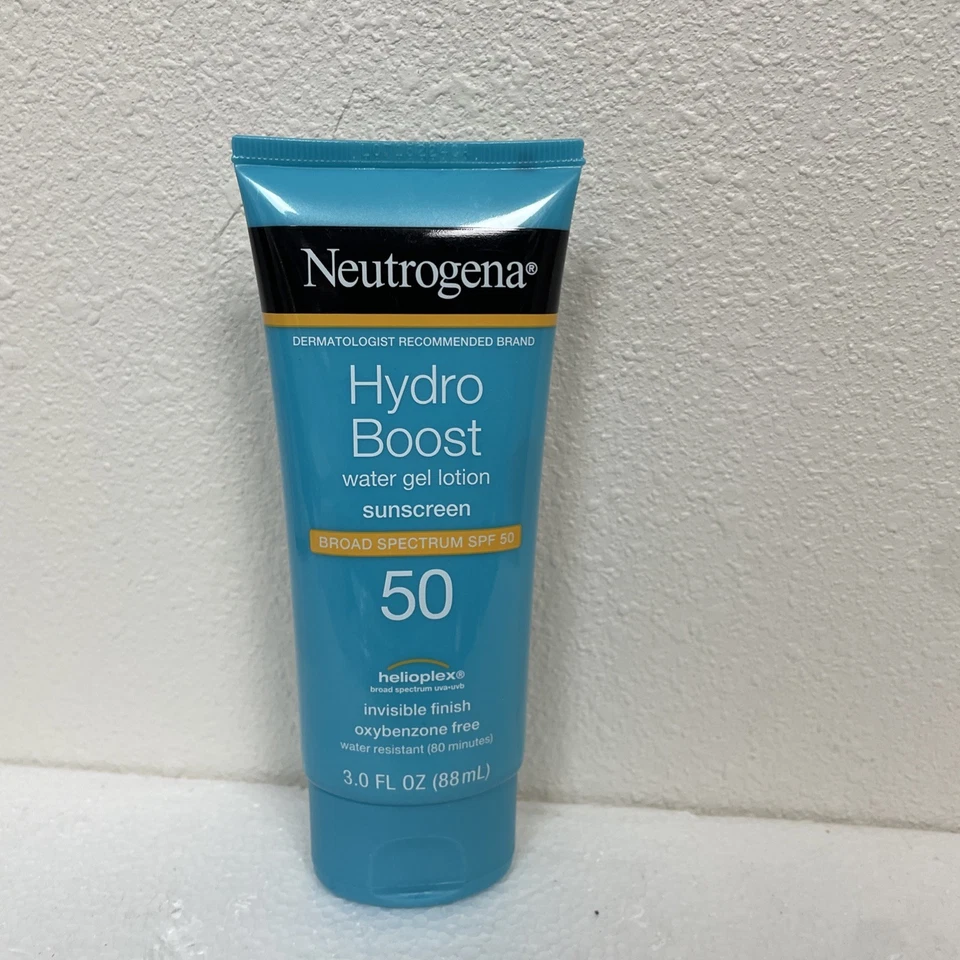 Neutrogena®
DERMATOLOGIST RECOMMENDED BRAND
Hydro
Boost
water gel lotion
sunscreen
BROAD SPECTRUM SPF 50
50
helioplex®
broad spectrum uva•uvb
invisible finish
oxybenzone free
water resistant (80 minutes)
3.0 FL OZ (88mL)